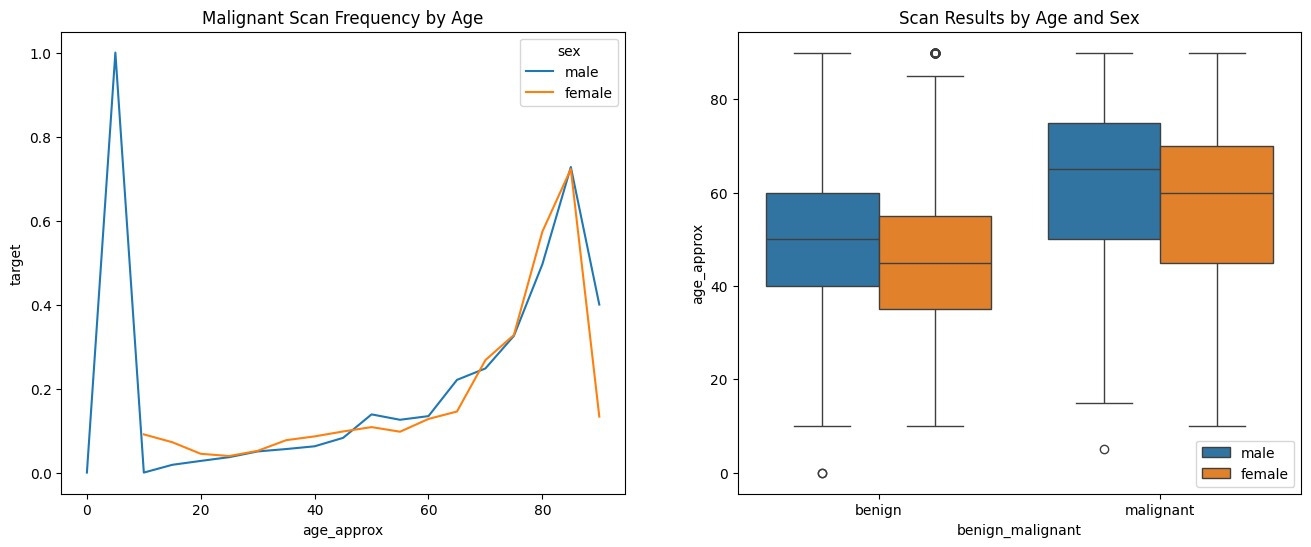 Malignant Scan Frequency by Age
sex
male
female
1.0
0.8
0.6
0.4
0.2
0.0
target
0 20 40 60 80
age_approx
Scan Results by Age and Sex
80
60
40
20
0
age_approx
male
female
benign malignant
benign_malignant